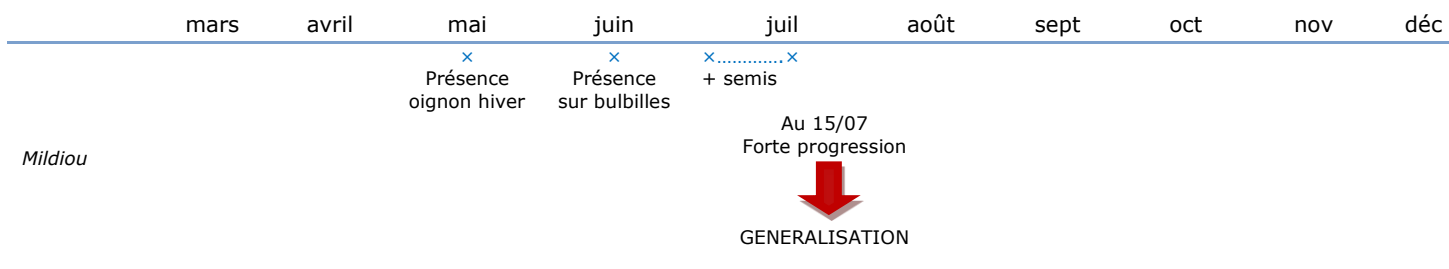 mars avril mai juin juil août sept oct nov déc
× × ×.............×
Présence Présence + semis
oignon hiver sur bulbilles
Au 15/07
Mildiou Forte progression
GENERALISATION